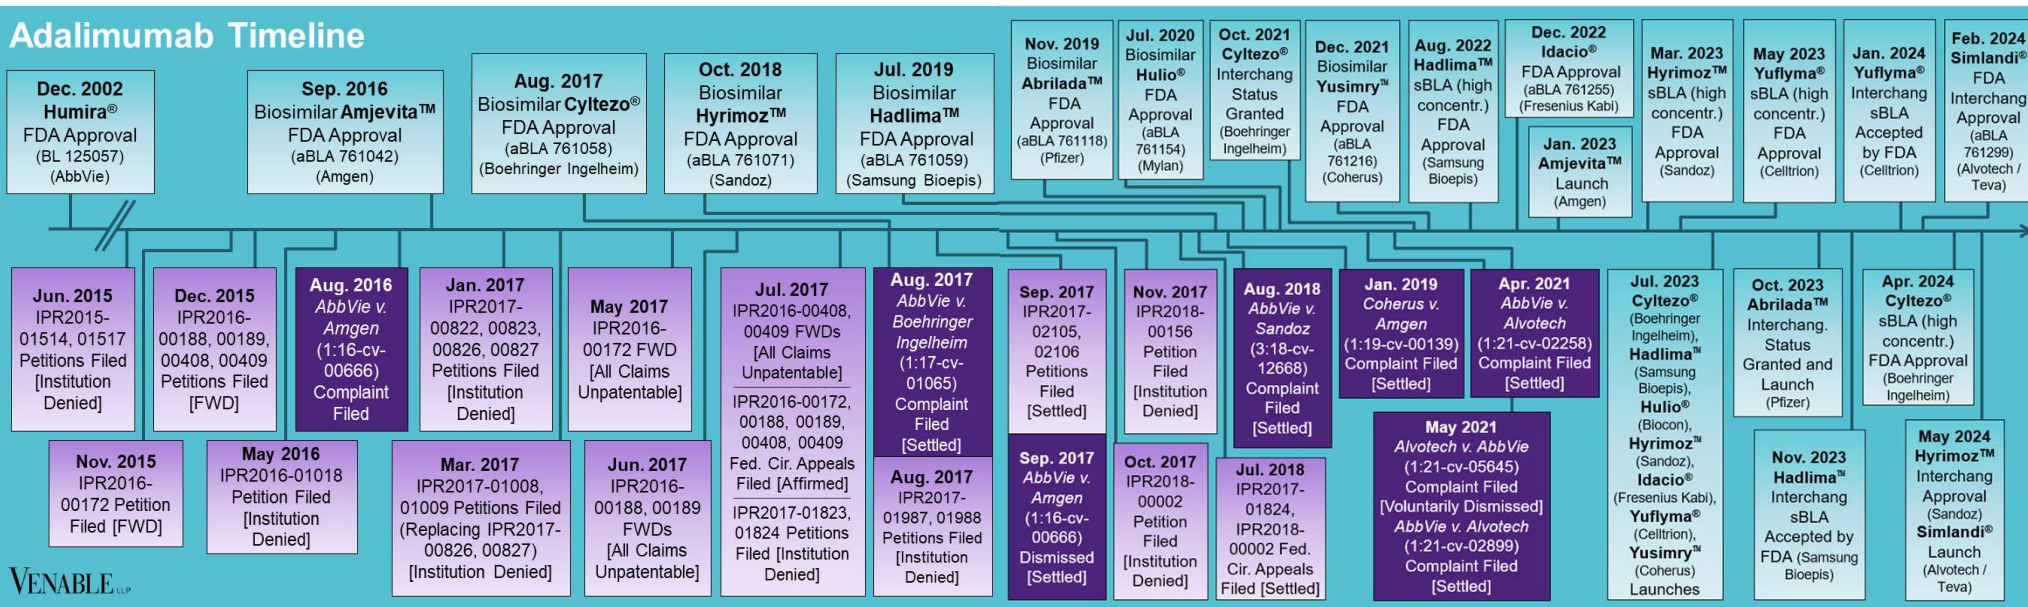 Adalimumab Timeline
Dec. 2002
Humira®
FDA Approval
(BL 125057)
(AbbVie)
Sep. 2016
Biosimilar Amjevita™
FDA Approval
(aBLA 761042)
(Amgen)
Aug. 2017
Biosimilar Cyltezo®
FDA Approval
(aBLA 761058)
(Boehringer Ingelheim)
Oct. 2018
Biosimilar
Hyrimoz™
FDA Approval
(aBLA 761071)
(Sandoz)
Jul. 2019
Biosimilar
Hadlima™
FDA Approval
(aBLA 761059)
(Samsung Bioepis)
Nov. 2019
Biosimilar
Abrilada™
FDA
Approval
(aBLA 761118)
(Pfizer)
Jul. 2020
Biosimilar
Hulio®
FDA
Approval
(aBLA
761154)
(Mylan)
Oct. 2021
Cyltezo®
Interchang
Status
Granted
(Boehringer
Ingelheim)
Dec. 2021
Biosimilar
Yusimry™
FDA
Approval
(aBLA
761216)
(Coherus)
Aug. 2022
Hadlima™
sBLA (high
concentr.)
FDA
Approval
(Samsung
Bioepis)
Dec. 2022
Idacio®
FDA Approval
(aBLA 761255)
(Fresenius Kabi)
Jan. 2023
Amjevita™
Launch
(Amgen)
Mar. 2023
Hyrimoz™
sBLA (high
concentr.)
FDA
Approval
(Sandoz)
May 2023
Yuflyma®
sBLA (high
concentr.)
FDA
Approval
(Celltrion)
Jan. 2024
Yuflyma®
Interchang
sBLA
Accepted
by FDA
(Celltrion)
Feb. 2024
Simlandi®
FDA
Interchang
Approval
(aBLA
761299)
(Alvotech /
Teva)
Jun. 2015
IPR2015-
01514, 01517
Petitions Filed
[Institution
Denied]
Nov. 2015
IPR2016-
00172 Petition
Filed [FWD]
Dec. 2015
IPR2016-
00188, 00189,
00408, 00409
Petitions Filed
[FWD]
May 2016
IPR2016-01018
Petition Filed
[Institution
Denied]
Aug. 2016
AbbVie v.
Amgen
(1:16-cv-
00666)
Complaint
Filed
Jan. 2017
IPR2017-
00822, 00823,
00826, 00827
Petitions Filed
[Institution
Denied]
Mar. 2017
IPR2017-01008,
01009 Petitions Filed
(Replacing IPR2017-
00826, 00827)
[Institution Denied]
May 2017
IPR2016-
00172 FWD
[All Claims
Unpatentable]
Jun. 2017
IPR2016-
00188, 00189
FWDs
[All Claims
Unpatentable]
Jul. 2017
IPR2016-00408,
00409 FWDs
[All Claims
Unpatentable]
IPR2016-00172,
00188, 00189,
00408, 00409
Fed. Cir. Appeals
Filed [Affirmed]
IPR2017-01823,
01824 Petitions
Filed [Institution
Denied]
Aug. 2017
AbbVie v.
Boehringer
Ingelheim
(1:17-cv-
01065)
Complaint
Filed
[Settled]
Aug. 2017
IPR2017-
01987, 01988
Petitions Filed
[Institution
Denied]
Sep. 2017
IPR2017-
02105,
02106
Petitions
Filed
[Settled]
Sep. 2017
AbbVie v.
Amgen
(1:16-cv-
00666)
Dismissed
[Settled]
Oct. 2017
IPR2018-
00002
Petition
Filed
[Institution
Denied]
Nov. 2017
IPR2018-
00156
Petition
Filed
[Institution
Denied]
Jul. 2018
IPR2017-
01824,
IPR2018-
00002 Fed.
Cir. Appeals
Filed [Settled]
Aug. 2018
AbbVie v.
Sandoz
(3:18-cv-
12668)
Complaint
Filed
[Settled]
Jan. 2019
Coherus v.
Amgen
(1:19-cv-00139)
Complaint Filed
[Settled]
Apr. 2021
AbbVie v.
Alvotech
(1:21-cv-02258)
Complaint Filed
[Settled]
May 2021
Alvotech v. AbbVie
(1:21-cv-05645)
Complaint Filed
[Voluntarily Dismissed]
AbbVie v. Alvotech
(1:21-cv-02899)
Complaint Filed
[Settled]
Jul. 2023
Cyltezo®
(Boehringer
Ingelheim),
Hadlima™
(Samsung
Bioepis),
Hulio®
(Biocon),
Hyrimoz™
(Sandoz),
Idacio®
(Fresenius Kabi),
Yuflyma®
(Celltrion),
Yusimry™
(Coherus)
Launches
Oct. 2023
Abrilada™
Interchang.
Status
Granted and
Launch
(Pfizer)
Nov. 2023
Hadlima™
Interchang
sBLA
Accepted by
FDA (Samsung
Bioepis)
Apr. 2024
Cyltezo®
sBLA (high
concentr.)
FDA Approval
(Boehringer
Ingelheim)
May 2024
Hyrimoz™
Interchang
Approval
(Sandoz)
Simlandi®
Launch
(Alvotech /
Teva)
VENABLE LLP